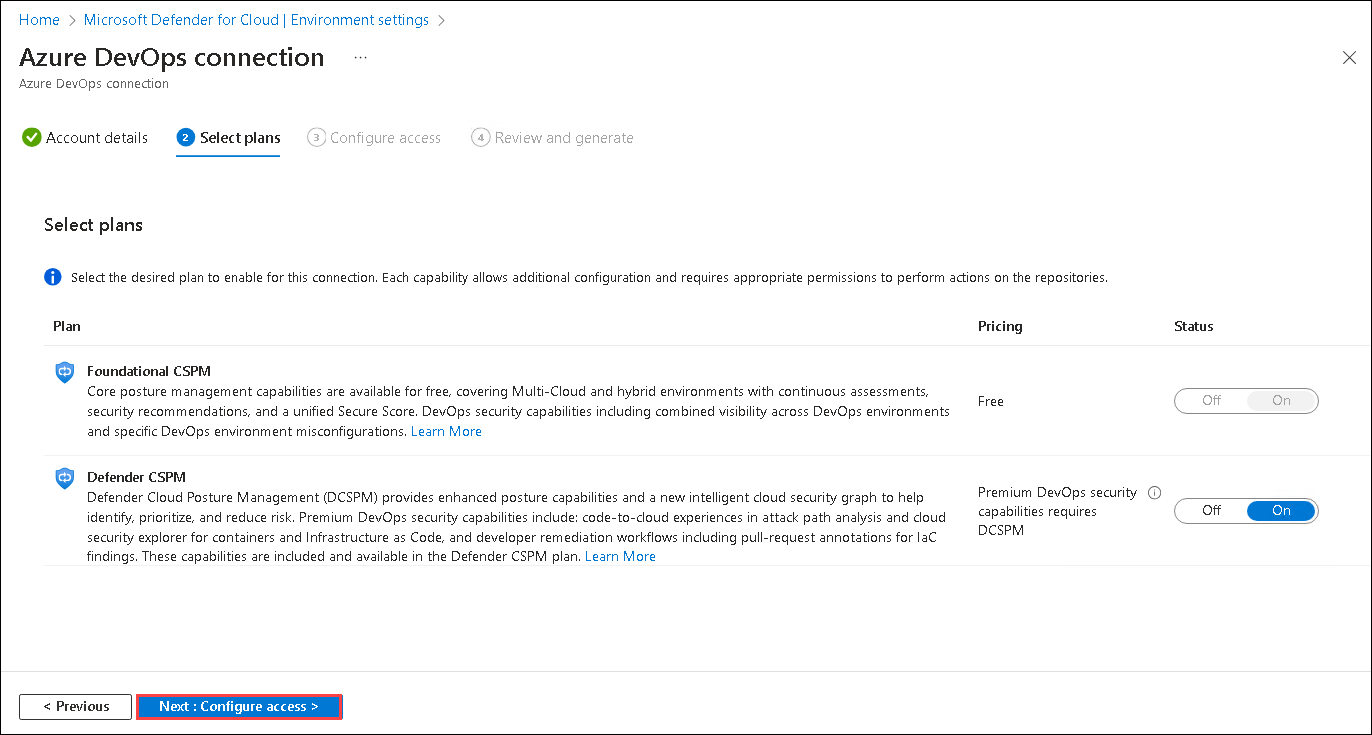 Home > Microsoft Defender for Cloud | Environment settings >
Azure DevOps connection ...
Azure DevOps connection
Account details
2 Select plans
3 Configure access
4 Review and generate
Select plans
Select the desired plan to enable for this connection. Each capability allows additional configuration and requires appropriate permissions to perform actions on the repositories.
Plan
Pricing
Status
Foundational CSPM
Core posture management capabilities are available for free, covering Multi-Cloud and hybrid environments with continuous assessments,
security recommendations, and a unified Secure Score. DevOps security capabilities including combined visibility across DevOps environments
and specific DevOps environment misconfigurations. Learn More
Free
Off On
Defender CSPM
Defender Cloud Posture Management (DCSPM) provides enhanced posture capabilities and a new intelligent cloud security graph to help
identify, prioritize, and reduce risk. Premium DevOps security capabilities include: code-to-cloud experiences in attack path analysis and cloud
security explorer for containers and Infrastructure as Code, and developer remediation workflows including pull-request annotations for IaC
findings. These capabilities are included and available in the Defender CSPM plan. Learn More
Premium DevOps security
capabilities requires
DCSPM
Off On
< Previous
Next : Configure access >